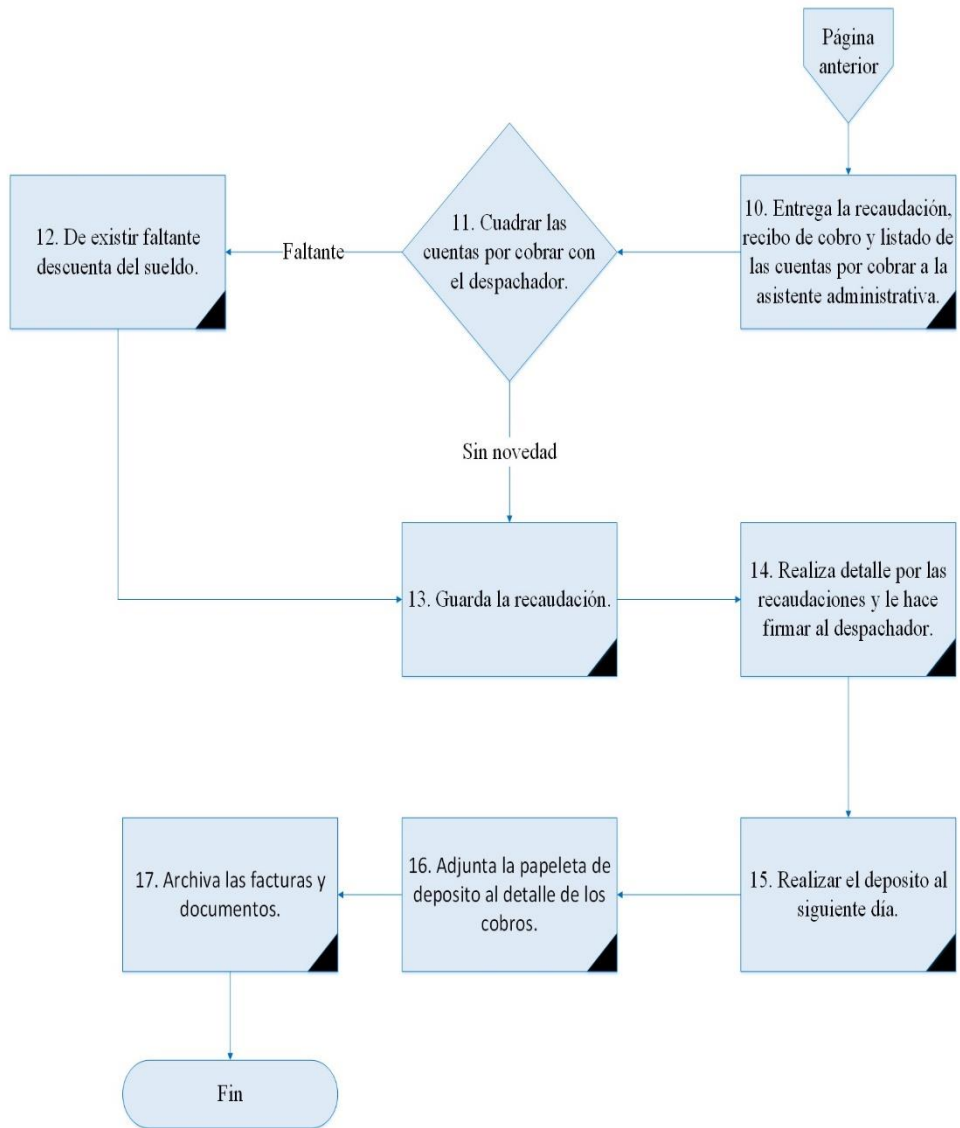 Página
anterior
10. Entrega la recaudación,
recibo de cobro y listado de
las cuentas por cobrar a la
asistente administrativa.
11. Cuadrar las
cuentas por cobrar con
el despachador.
Faltante
12. De existir faltante
descuenta del sueldo.
Sin novedad
13. Guarda la recaudación.
14. Realiza detalle por las
recaudaciones y le hace
firmar al despachador.
15. Realizar el deposito al
siguiente día.
16. Adjunta la papeleta de
deposito al detalle de los
cobros.
17. Archiva las facturas y
documentos.
Fin